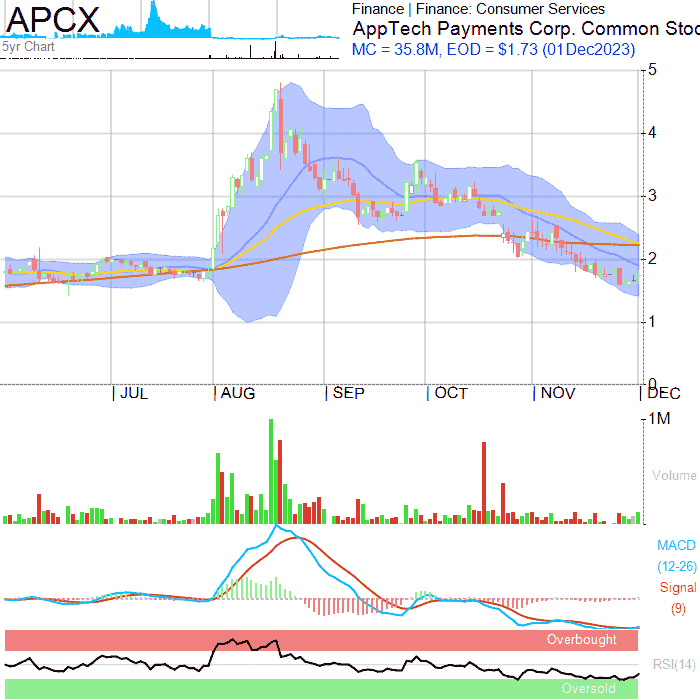 APCX
5yr Chart
Finance | Finance: Consumer Services
AppTech Payments Corp. Common Stoc
MC = 35.8M, EOD = $1.73 (01Dec2023)
5
4
3
2
1
0
JUL AUG SEP OCT NOV DEC
1M
Volume
MACD
(12-26)
Signal
(9)
Overbought
RSI(14)
Oversold